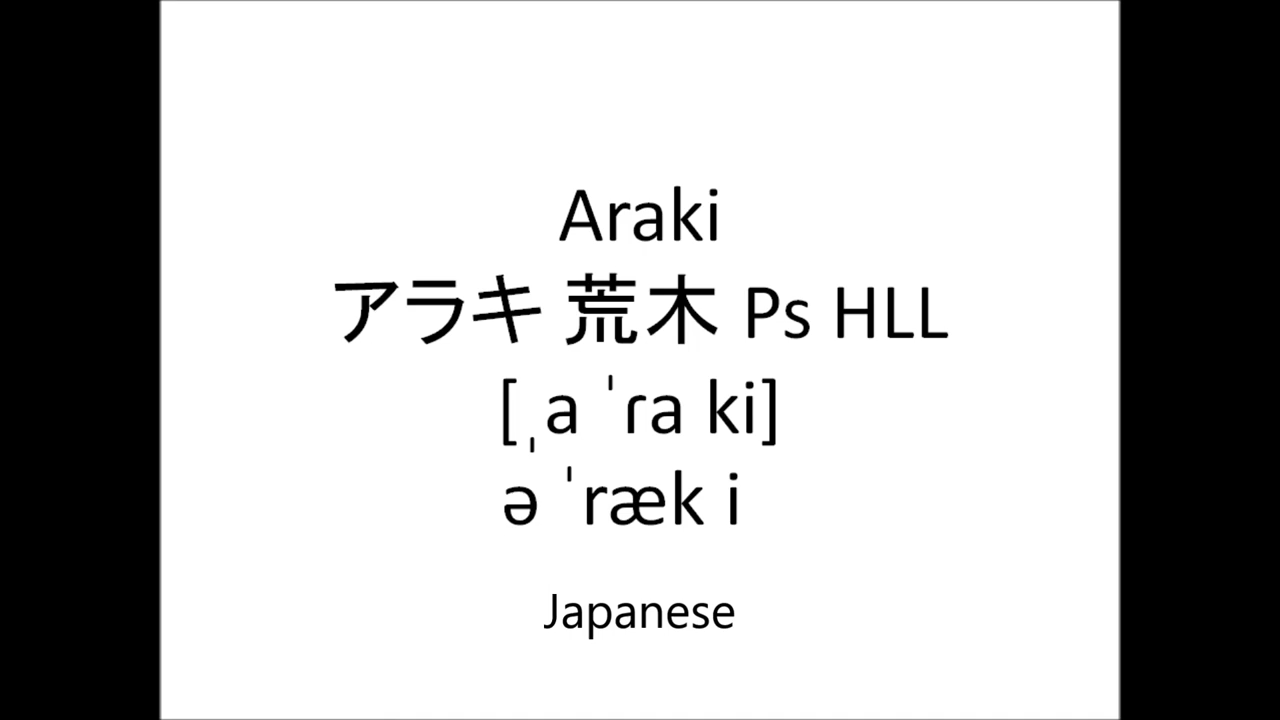 Araki
アラキ 荒木 Ps HLL
[ˌa ˈɾa ki]
ə ˈræk i
Japanese